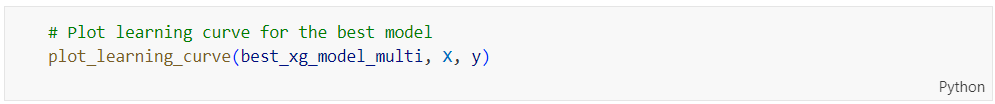 # Plot learning curve for the best model
plot_learning_curve(best_xg_model_multi, X, y)
Python